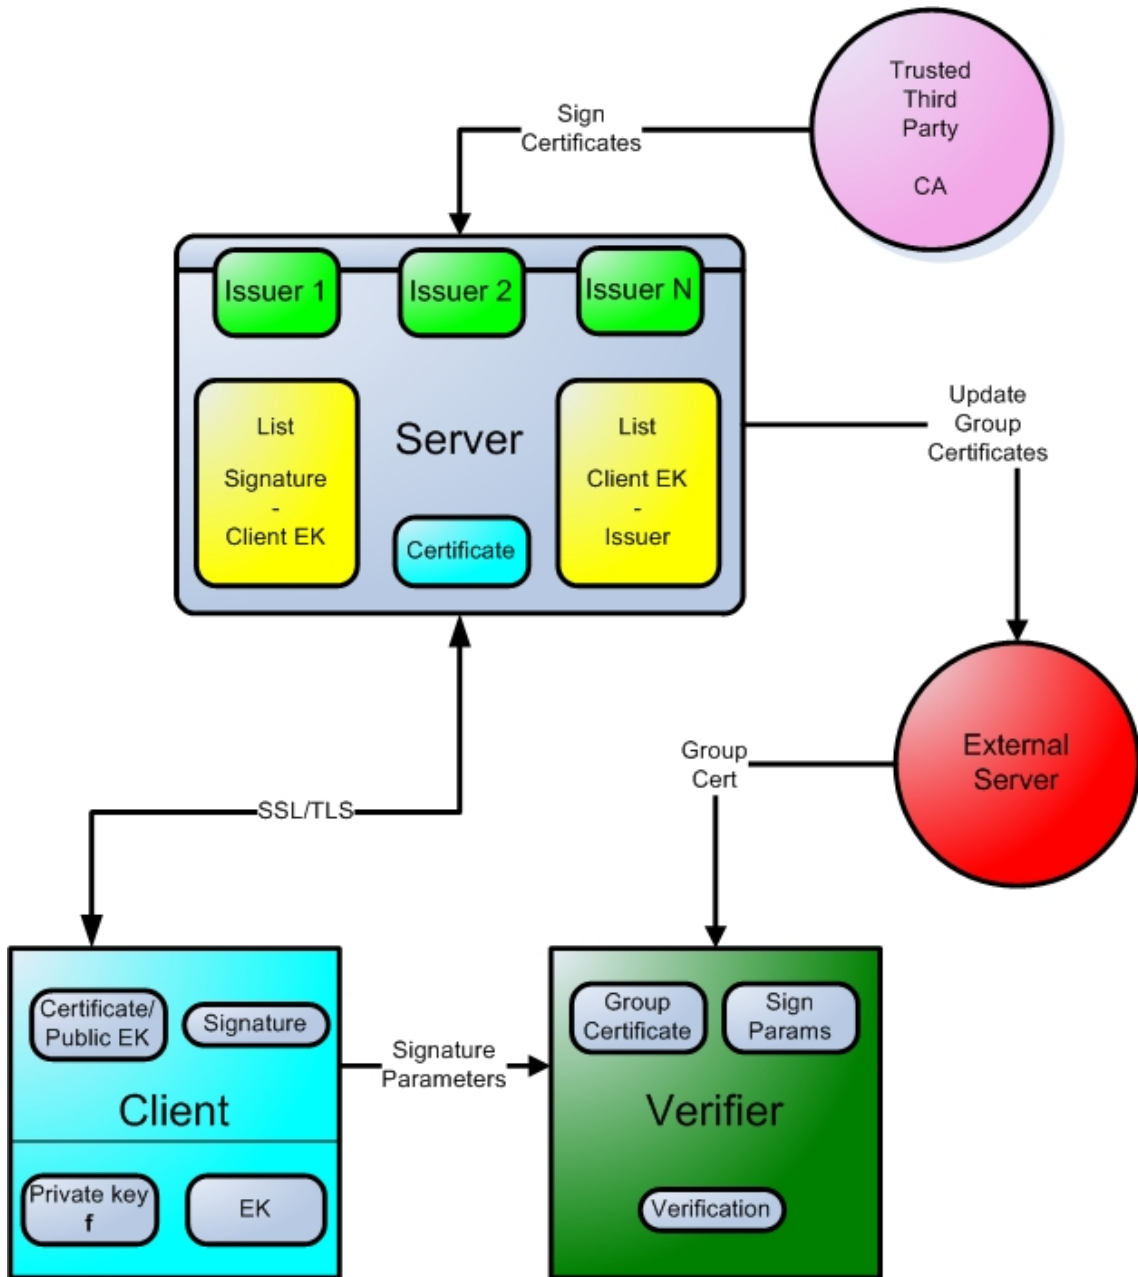 Trusted
Third
Party
CA
Sign
Certificates
Issuer 1
Issuer 2
Issuer N
List
Signature
-
Client EK
Server
Certificate
List
Client EK
-
Issuer
Update
Group
Certificates
External
Server
Group
Cert
SSL/TLS
Certificate/
Public EK
Signature
Client
Private key
f
EK
Signature
Parameters
Group
Certificate
Sign
Params
Verifier
Verification